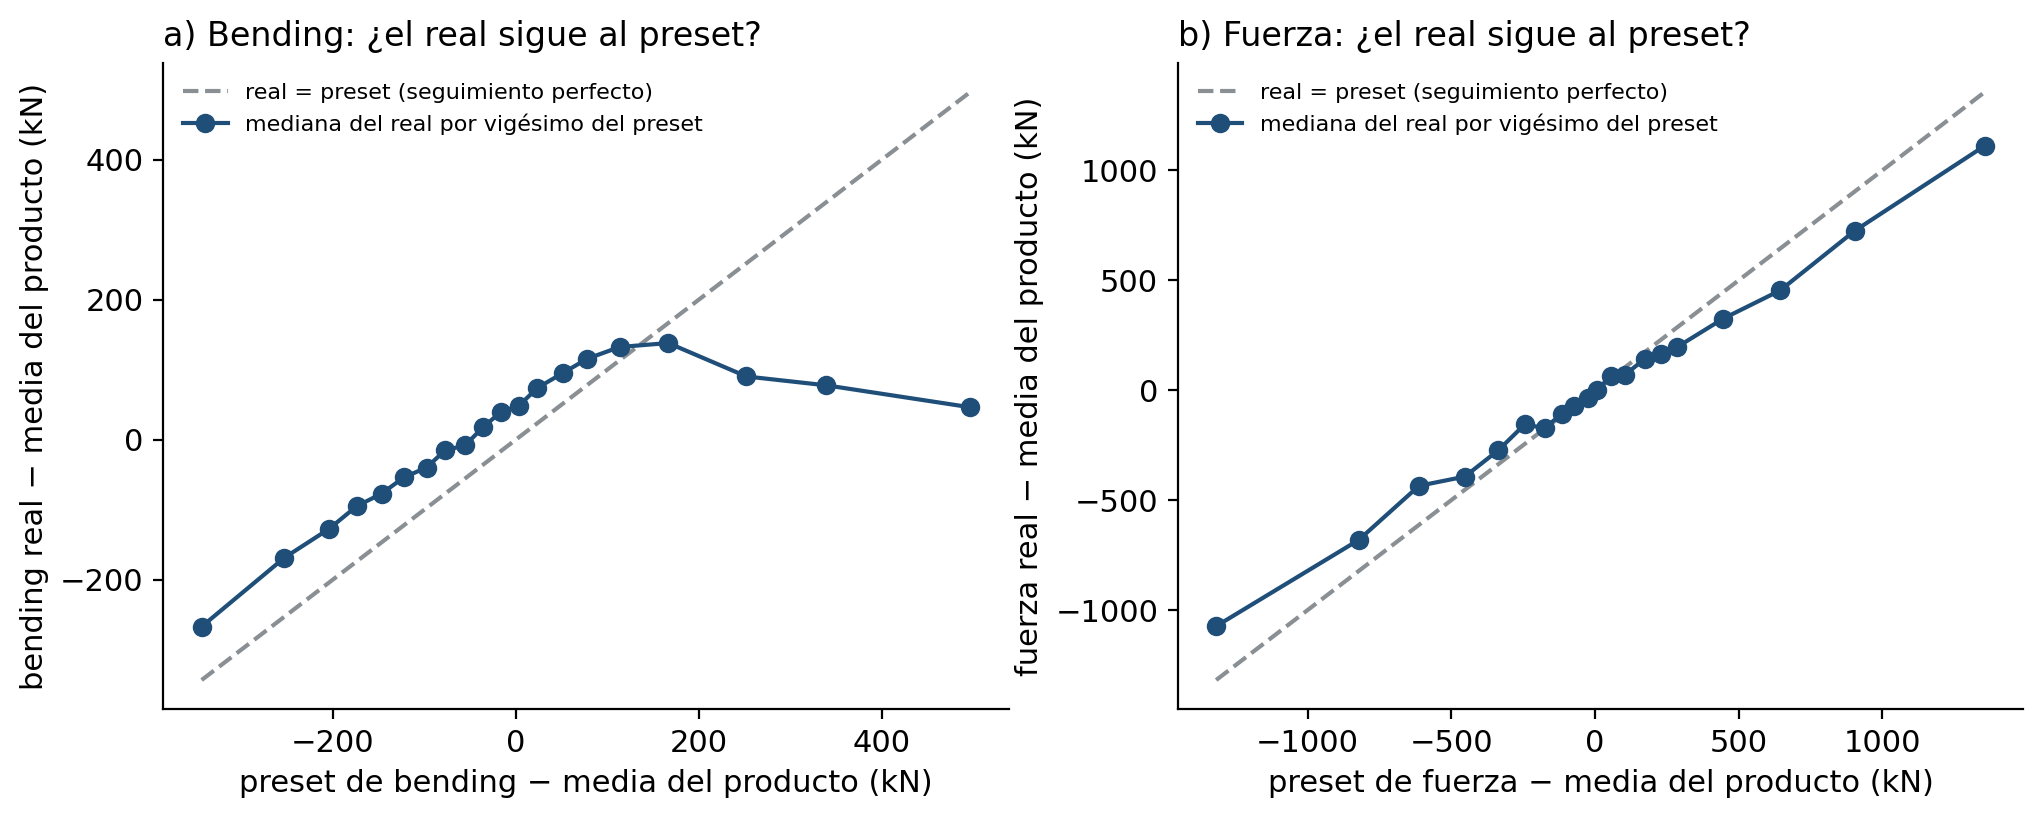 a) Bending: ¿el real sigue al preset?
real = preset (seguimiento perfecto)
mediana del real por vigésimo del preset
bending real − media del producto (kN)
400
200
0
−200
−200
0
200
400
preset de bending − media del producto (kN)
b) Fuerza: ¿el real sigue al preset?
real = preset (seguimiento perfecto)
mediana del real por vigésimo del preset
fuerza real − media del producto (kN)
1000
500
0
−500
−1000
−1000
−500
0
500
1000
preset de fuerza − media del producto (kN)